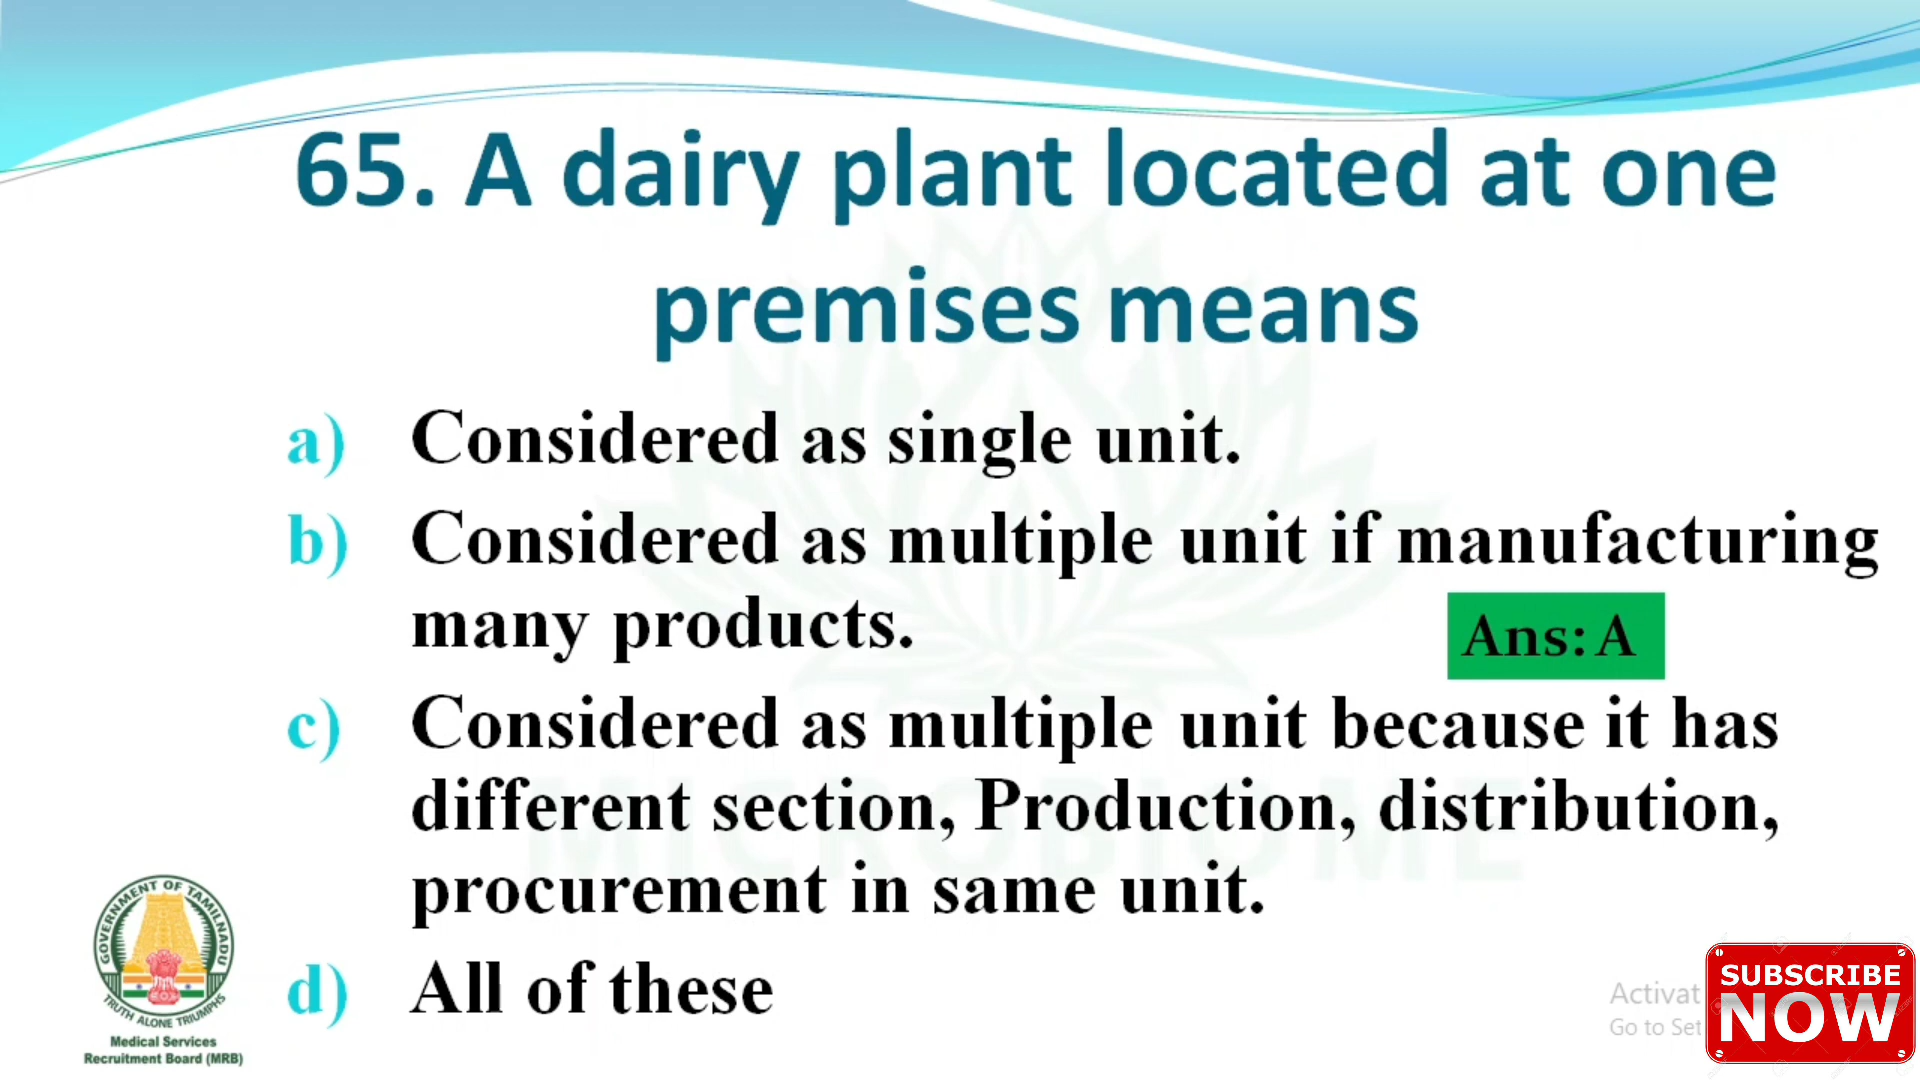 65. A dairy plant located at one
premises means
a) Considered as single unit.
b) Considered as multiple unit if manufacturing
many products.
Ans: A
c) Considered as multiple unit because it has
different section, Production, distribution,
procurement in same unit.
d) All of these
MICROBIOME
GOVERNMENT OF TAMILNADU
TRUTH ALONE TRIUMPHS
Medical Services
Recruitment Board (MRB)
Activat
Go to Set
SUBSCRIBE
NOW